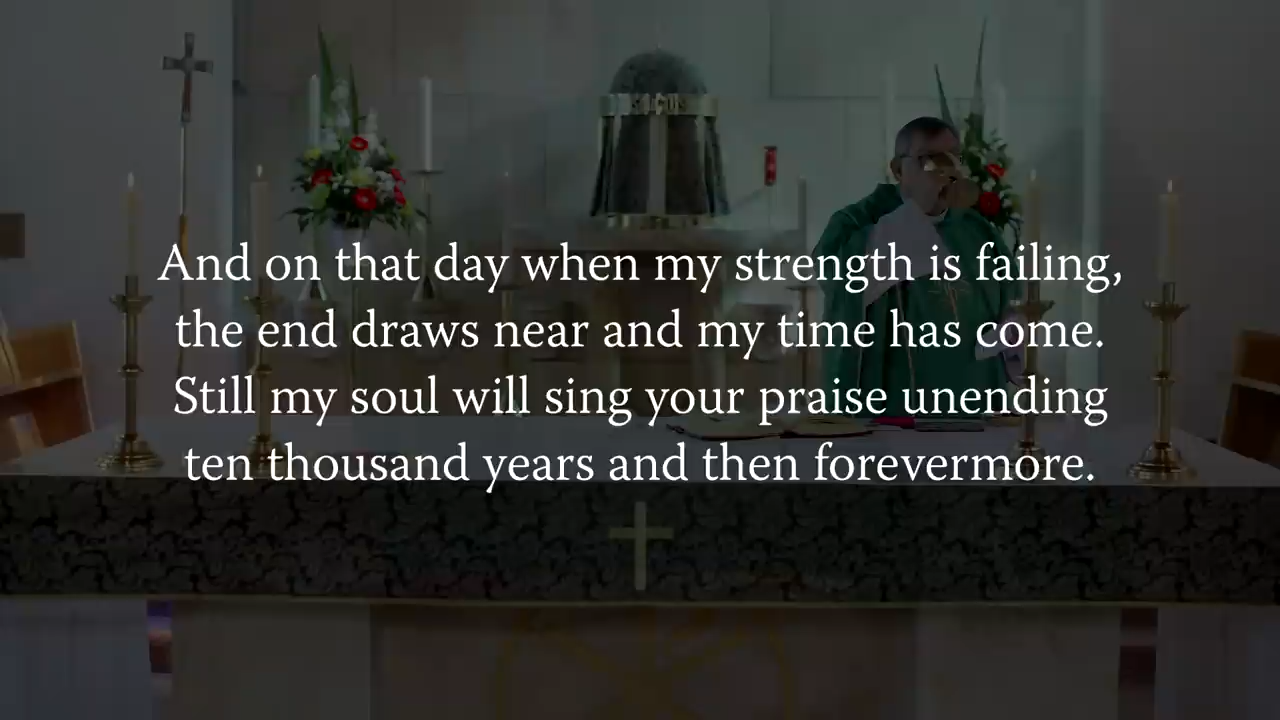 And on that day when my strength is failing,
the end draws near and my time has come.
Still my soul will sing your praise unending
ten thousand years and then forevermore.